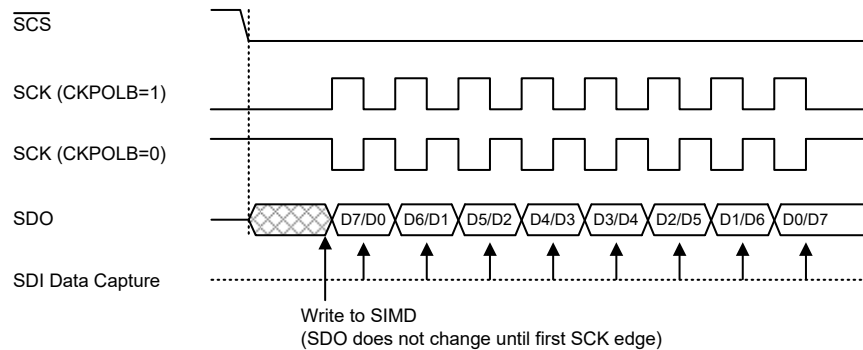 SCS
SCK (CKPOLB=1)
SCK (CKPOLB=0)
SDO D7/D0 D6/D1 D5/D2 D4/D3 D3/D4 D2/D5 D1/D6 D0/D7
SDI Data Capture
Write to SIMD
(SDO does not change until first SCK edge)